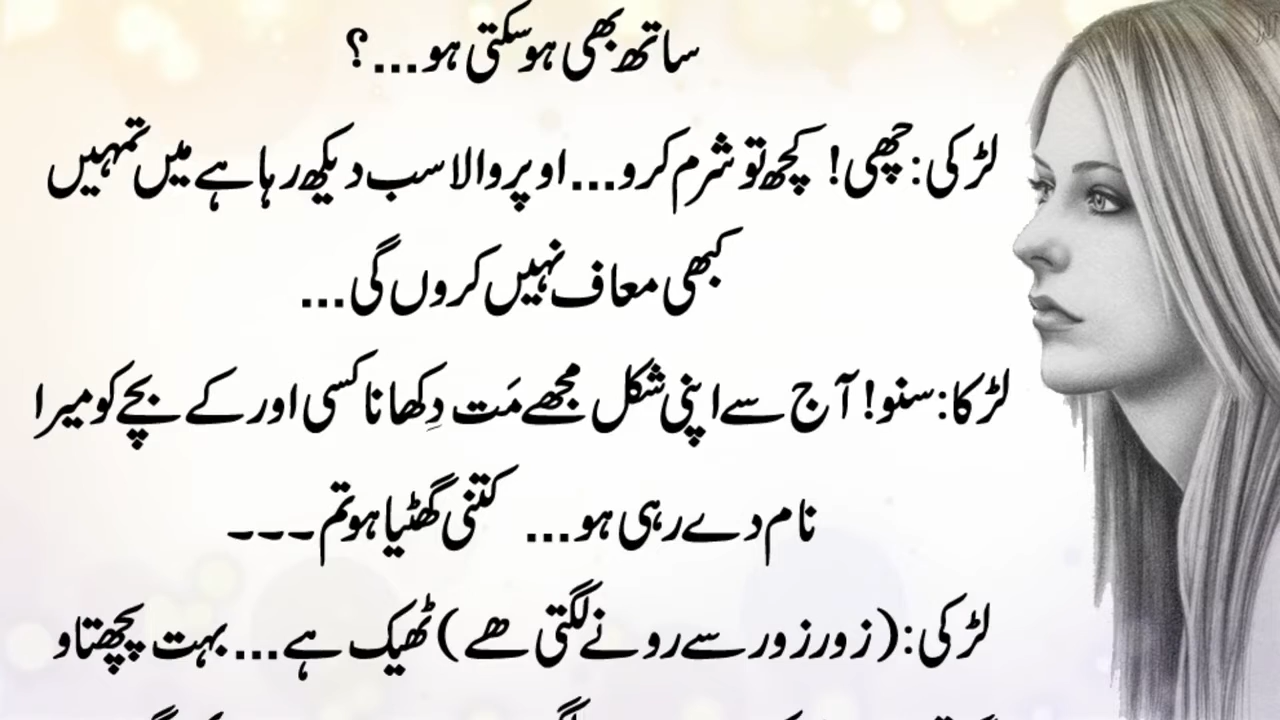 ساتھ بھی ہو سکتی ہو...؟
لڑکی: چھی! کچھ تو شرم کرو... اوپر والا سب دیکھ رہا ہے میں تمہیں
کبھی معاف نہیں کروں گی...
لڑکا: سنو! آج سے اپنی شکل مجھے مَت دِکھانا کسی اور کے بچے کو میرا
نام دے رہی ہو... کتنی گھٹیا ہو تم ---
لڑکی: (زور زور سے رونے لگتی ھے) ٹھیک ہے... بہت پچھتاو